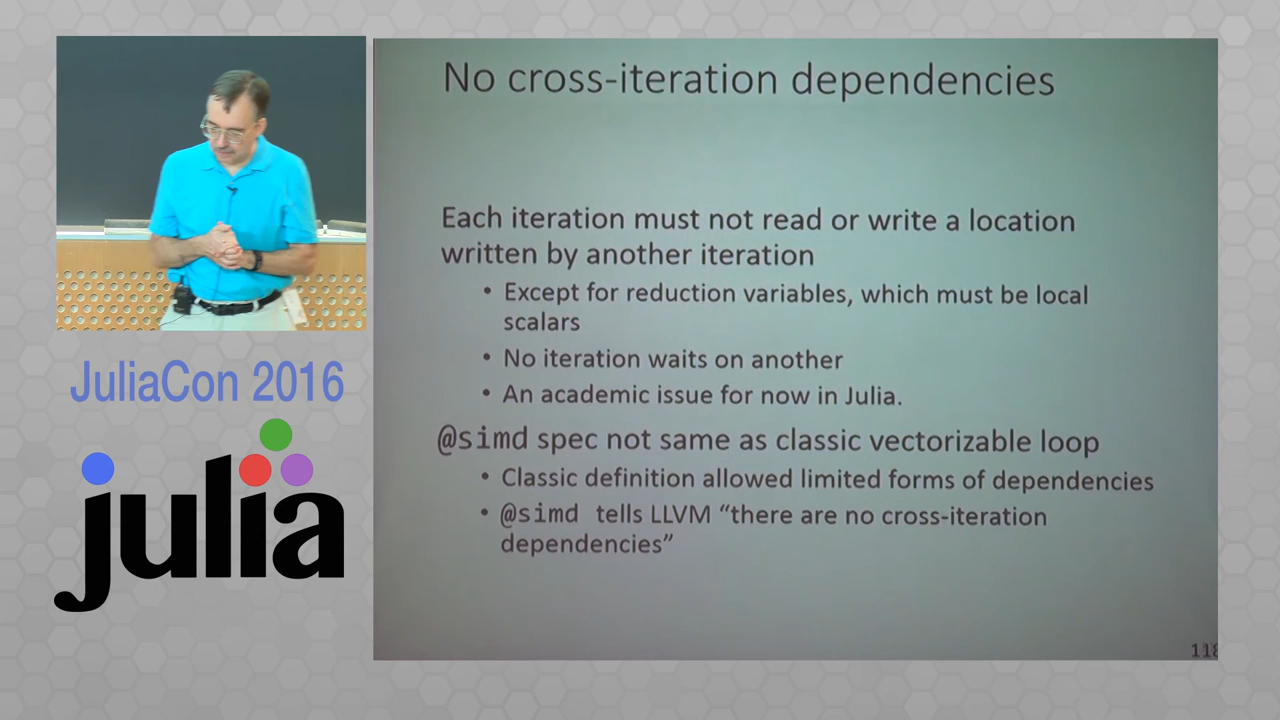 No cross-iteration dependencies
Each iteration must not read or write a location
written by another iteration
• Except for reduction variables, which must be local
scalars
• No iteration waits on another
• An academic issue for now in Julia.
@simd spec not same as classic vectorizable loop
• Classic definition allowed limited forms of dependencies
• @simd tells LLVM “there are no cross-iteration
dependencies”
118
JuliaCon 2016
julia